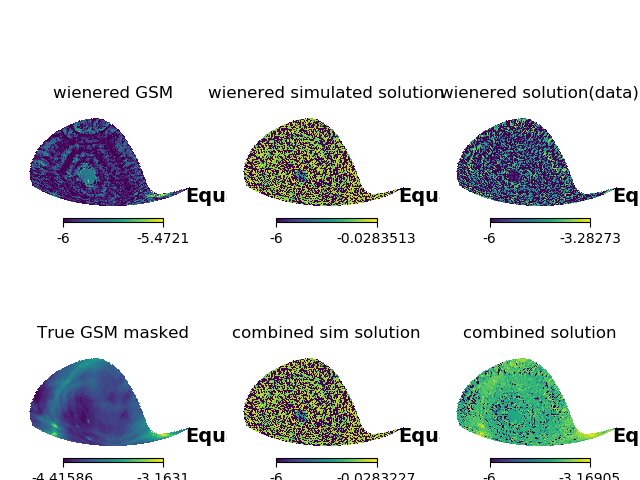 wienered GSM
wienered simulated solution
wienered solution(data)
Equ
Equ
Eq
-6 -5.4721
-6 -0.0283513
-6 -3.28273
True GSM masked
combined sim solution
combined solution
Equ
Equ
Eq
-4.41586 -3.1631
-6 -0.0283227
-6 -3.16905